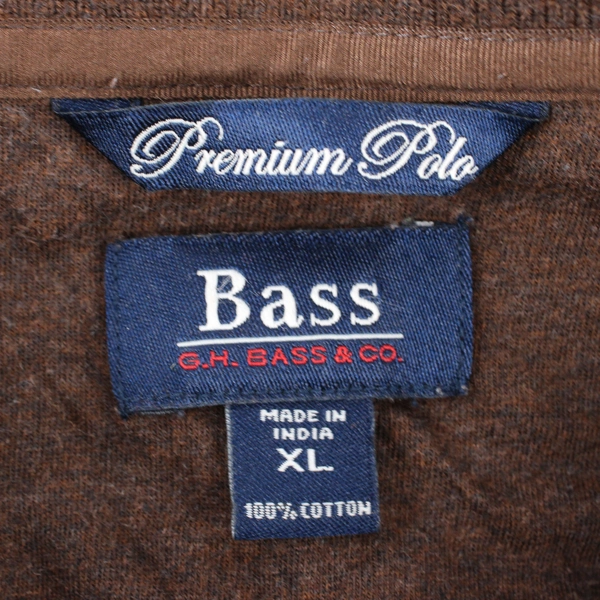 Premium Polo
Bass
G.H. BASS & CO.
MADE IN
INDIA
XL
100% COTTON